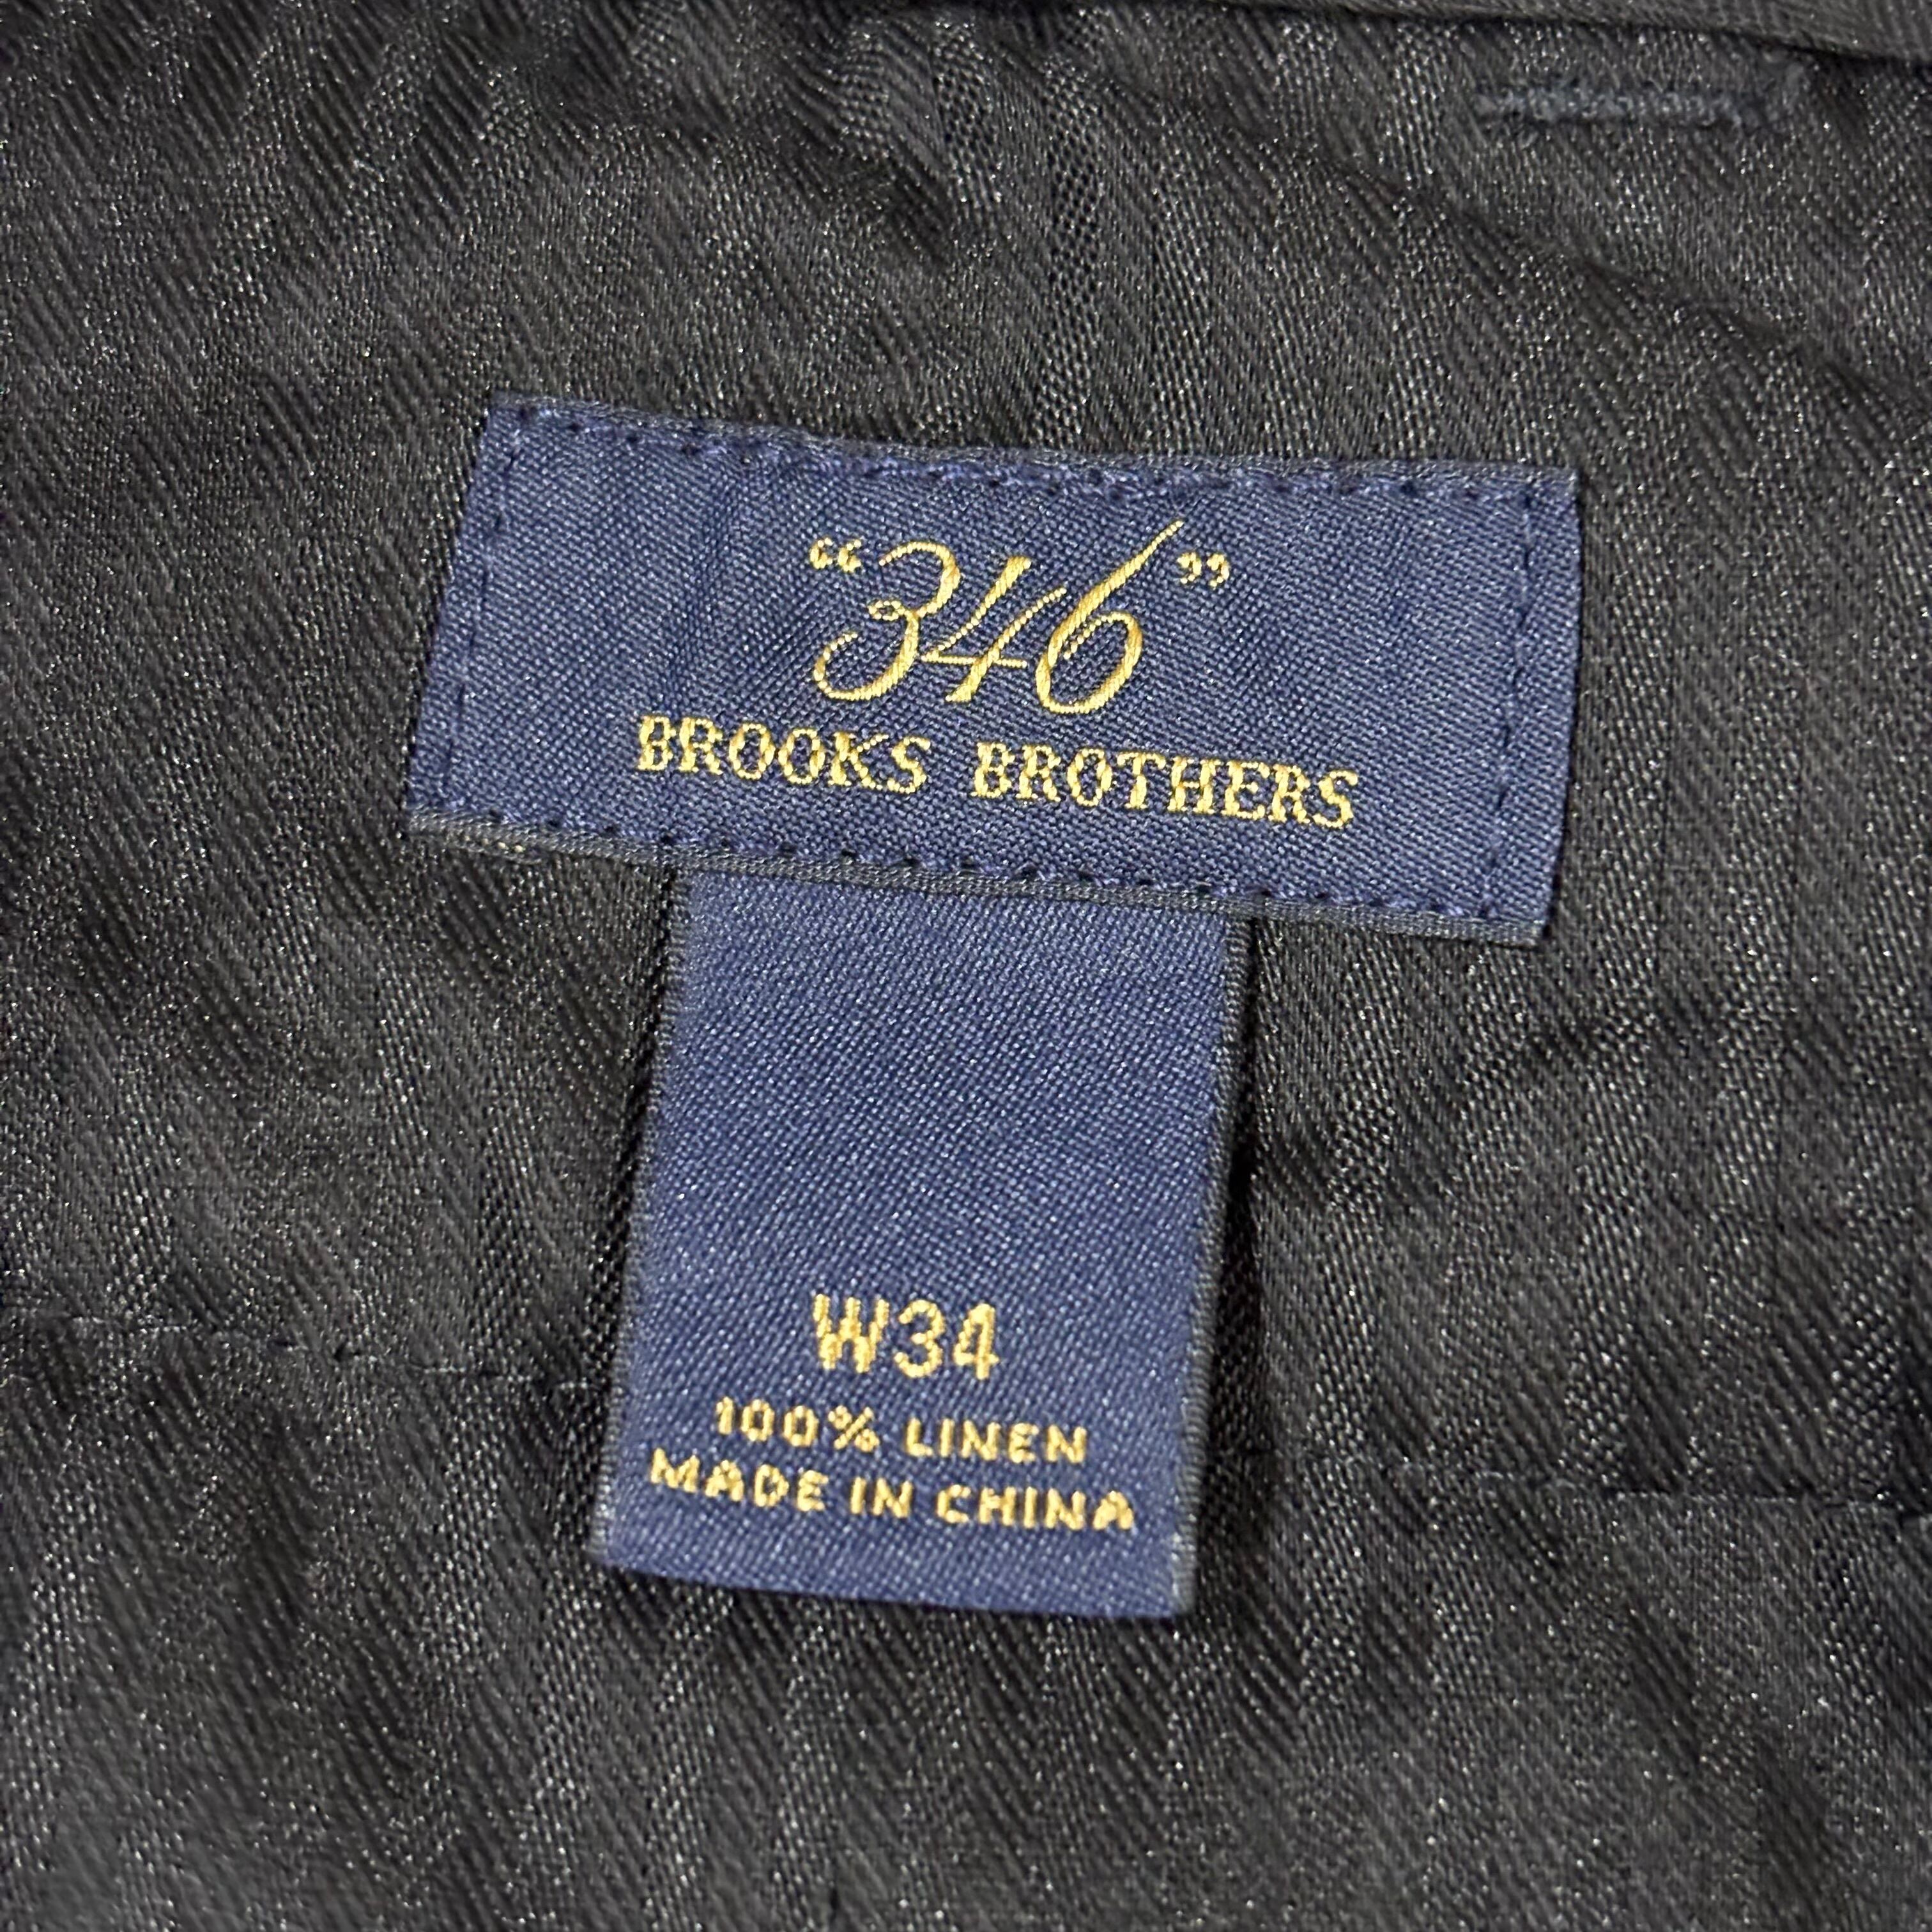 “346”
BROOKS BROTHERS
W34
100% LINEN
MADE IN CHINA